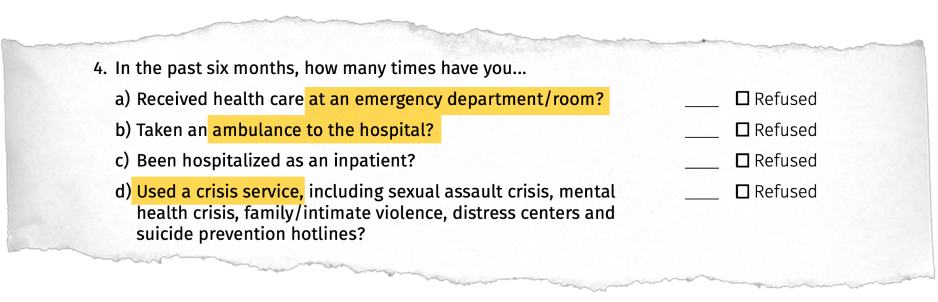 4. In the past six months, how many times have you...
a) Received health care at an emergency department/room? ____ ☐ Refused
b) Taken an ambulance to the hospital? ____ ☐ Refused
c) Been hospitalized as an inpatient? ____ ☐ Refused
d) Used a crisis service, including sexual assault crisis, mental ____ ☐ Refused
health crisis, family/intimate violence, distress centers and
suicide prevention hotlines?